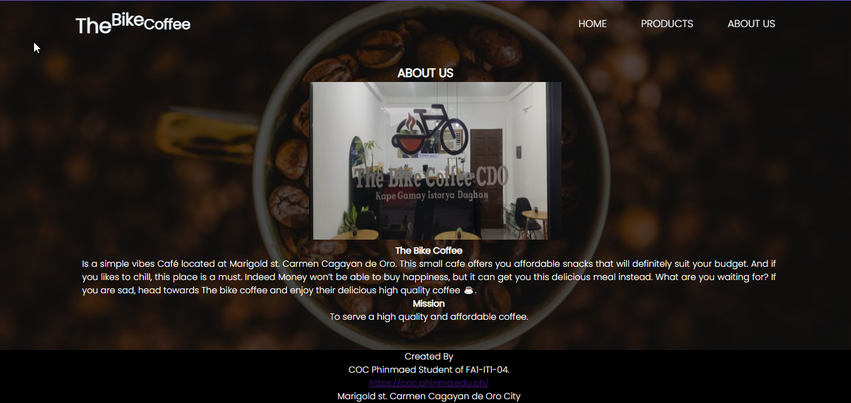 The Bike Coffee
HOME PRODUCTS ABOUT US
ABOUT US
The Bike Coffee CDO
Kape Gamay Istorya Daghan
The Bike Coffee
Is a simple vibes Café located at Marigold st. Carmen Cagayan de Oro. This small cafe offers you affordable snacks that will definitely suit your budget. And if
you likes to chill, this place is a must. Indeed Money won't be able to buy happiness, but it can get you this delicious meal instead. What are you waiting for? If
you are sad, head towards The bike coffee and enjoy their delicious high quality coffee ☕.
Mission
To serve a high quality and affordable coffee.
Created By
COC Phinmaed Student of FA1-IT1-04.
https://coc.phinma.edu.ph/
Marigold st. Carmen Cagayan de Oro City